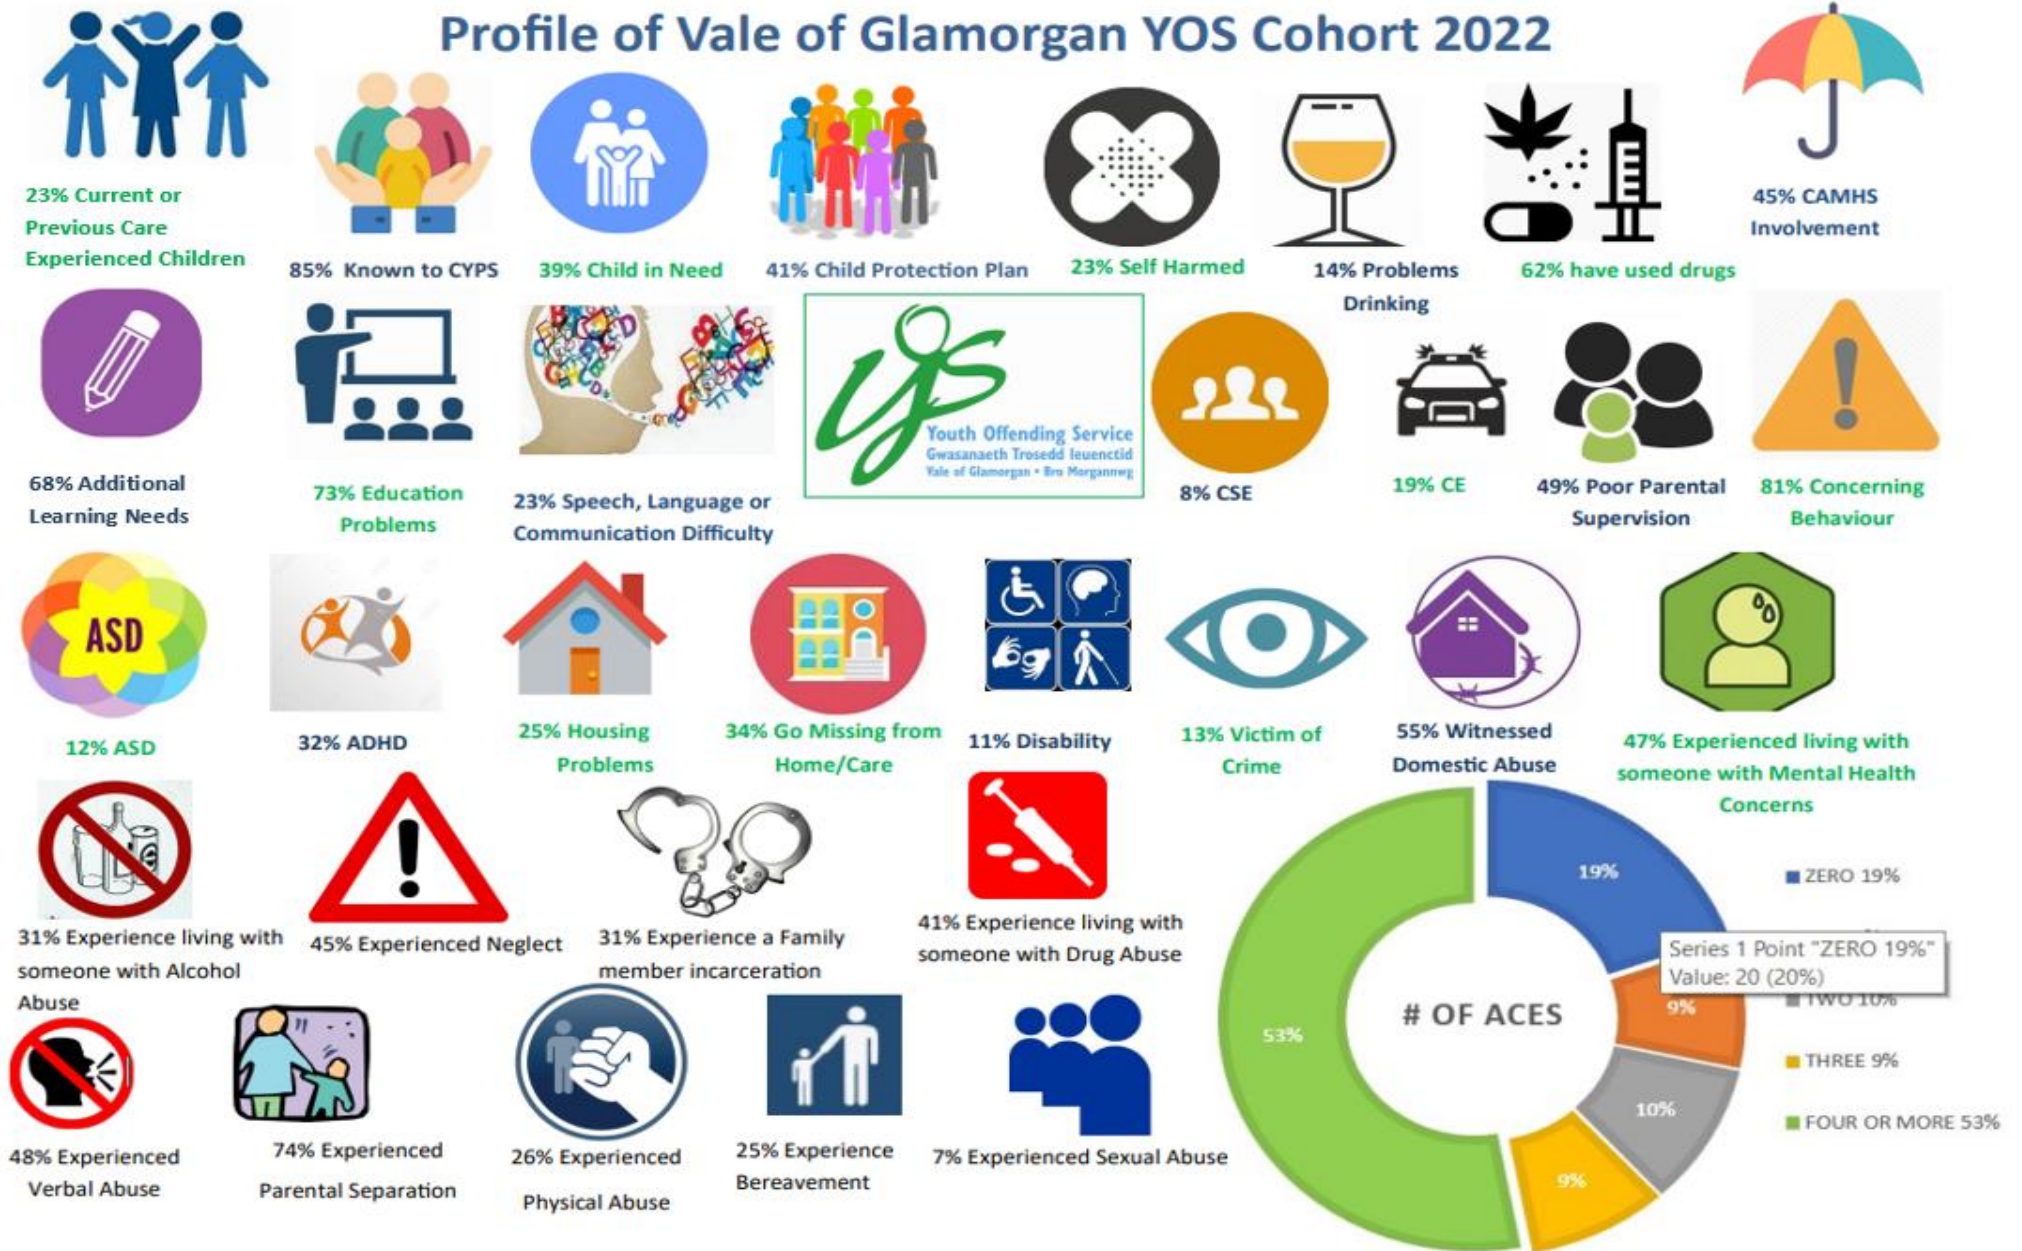 Profile of Vale of Glamorgan YOS Cohort 2022
23% Current or
Previous Care
Experienced Children
85% Known to CYPS
39% Child in Need
41% Child Protection Plan
23% Self Harmed
14% Problems
Drinking
62% have used drugs
45% CAMHS
Involvement
68% Additional
Learning Needs
73% Education
Problems
23% Speech, Language or
Communication Difficulty
YOS
Youth Offending Service
Gwasanaeth Trosedd Ieuenctid
Vale of Glamorgan • Bro Morgannwg
8% CSE
19% CE
49% Poor Parental
Supervision
81% Concerning
Behaviour
ASD
12% ASD
32% ADHD
25% Housing
Problems
34% Go Missing from
Home/Care
11% Disability
13% Victim of
Crime
55% Witnessed
Domestic Abuse
47% Experienced living with
someone with Mental Health
Concerns
31% Experience living with
someone with Alcohol
Abuse
45% Experienced Neglect
31% Experience a Family
member incarceration
41% Experience living with
someone with Drug Abuse
48% Experienced
Verbal Abuse
74% Experienced
Parental Separation
26% Experienced
Physical Abuse
25% Experience
Bereavement
7% Experienced Sexual Abuse
# OF ACES
19%
9%
10%
9%
53%
ZERO 19%
Series 1 Point "ZERO 19%"
Value: 20 (20%)
TWO 10%
THREE 9%
FOUR OR MORE 53%